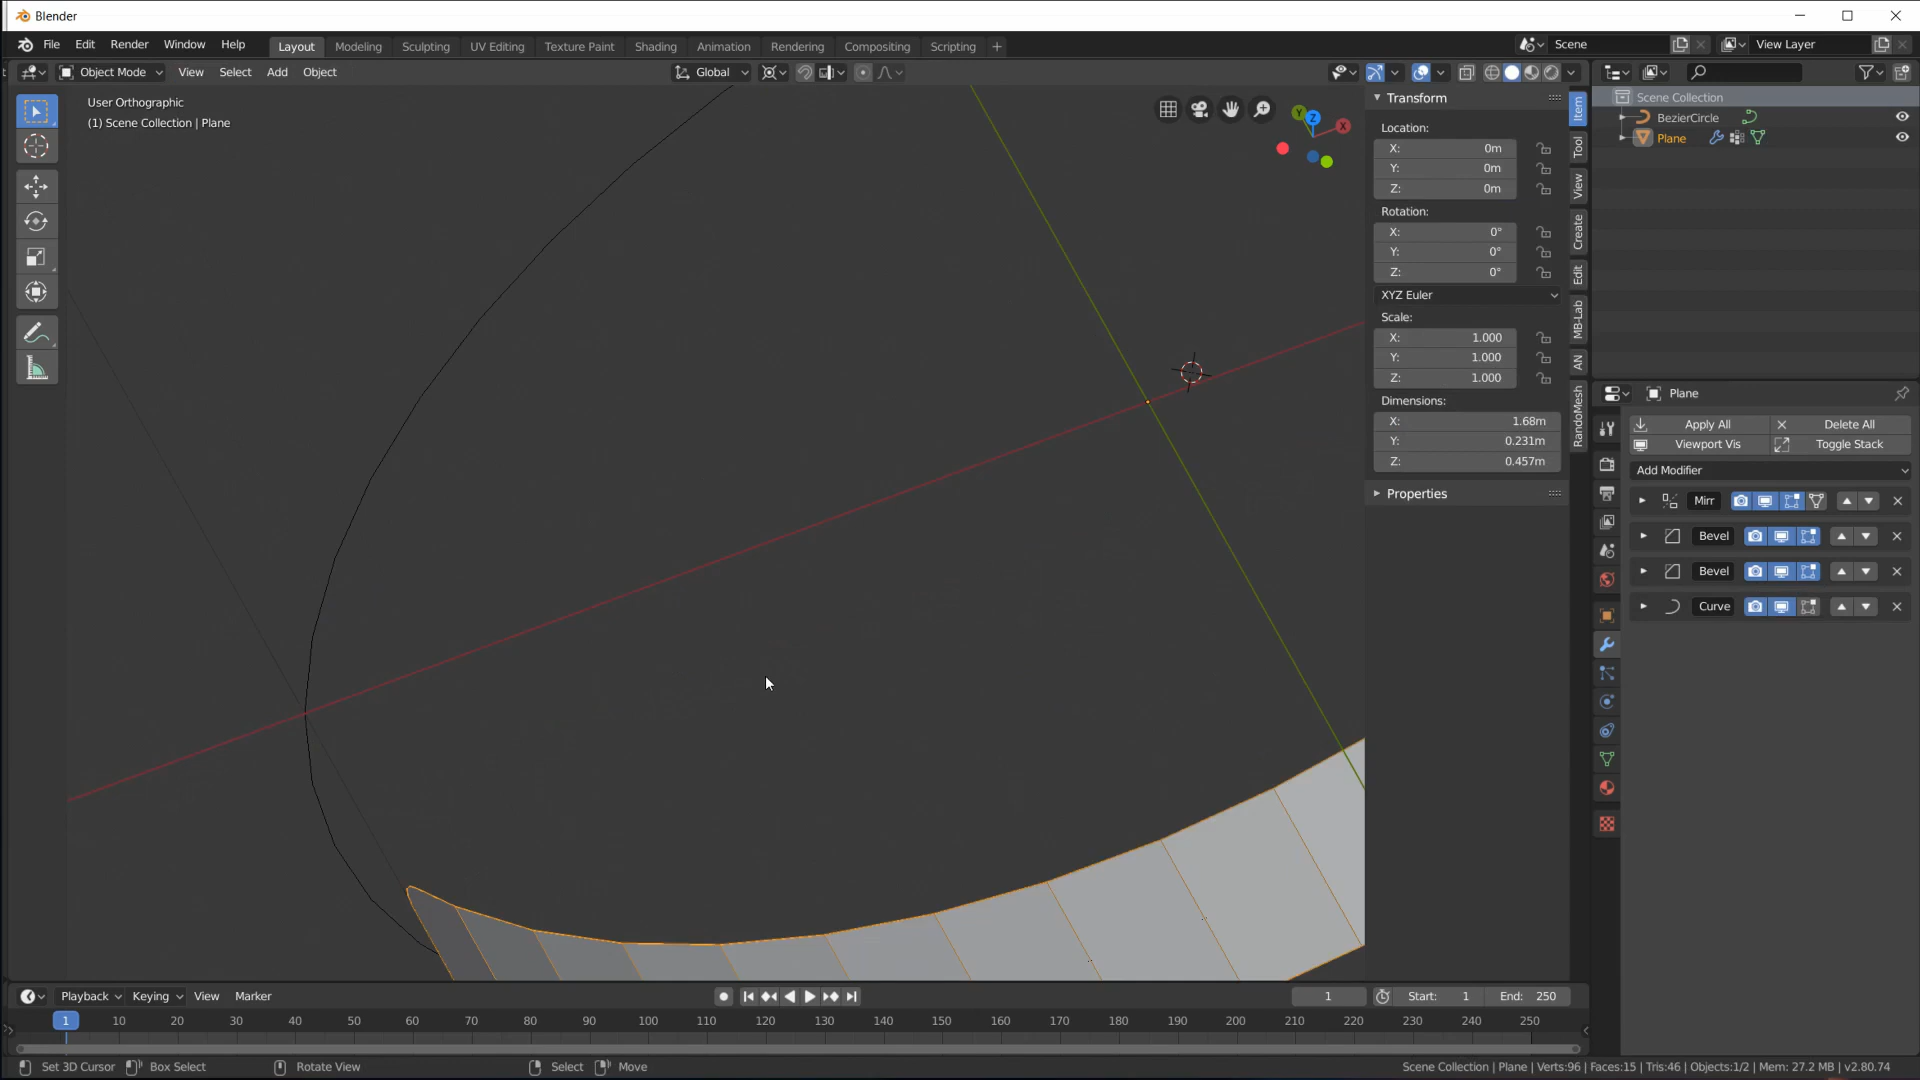 Blender
File Edit Render Window Help Layout Modeling Sculpting UV Editing Texture Paint Shading Animation Rendering Compositing Scripting + Scene View Layer
Object Mode View Select Add Object Global
User Orthographic
(1) Scene Collection | Plane
Y Z X
Transform
Location:
X: 0m
Y: 0m
Z: 0m
Rotation:
X: 0°
Y: 0°
Z: 0°
XYZ Euler
Scale:
X: 1.000
Y: 1.000
Z: 1.000
Dimensions:
X: 1.68m
Y: 0.231m
Z: 0.457m
Properties
Item
Tool
View
Create
Edit
MB-Lab
AN
RandoMesh
Scene Collection
BezierCircle
Plane
Plane
Apply All Delete All
Viewport Vis Toggle Stack
Add Modifier
Mirr
Bevel
Bevel
Curve
Playback Keying View Marker 1 Start: 1 End: 250
1 10 20 30 40 50 60 70 80 90 100 110 120 130 140 150 160 170 180 190 200 210 220 230 240 250
Set 3D Cursor Box Select Rotate View Select Move Scene Collection | Plane | Verts:96 | Faces:15 | Tris:46 | Objects:1/2 | Mem: 27.2 MB | v2.80.74